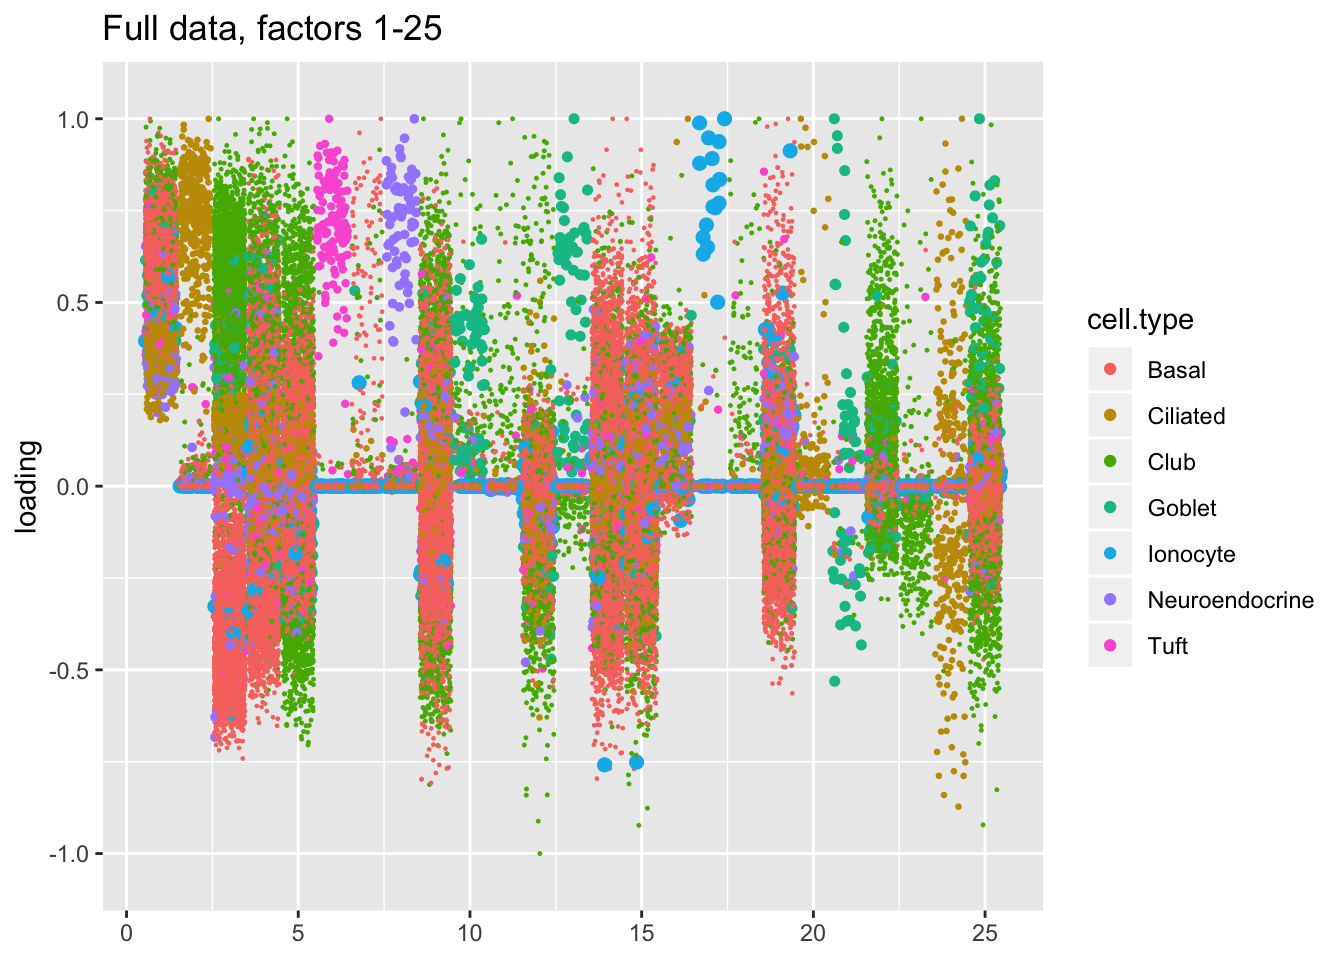 Full data, factors 1-25
1.0
0.5
0.0
-0.5
-1.0
loading
0 5 10 15 20 25
cell.type
Basal
Ciliated
Club
Goblet
Ionocyte
Neuroendocrine
Tuft